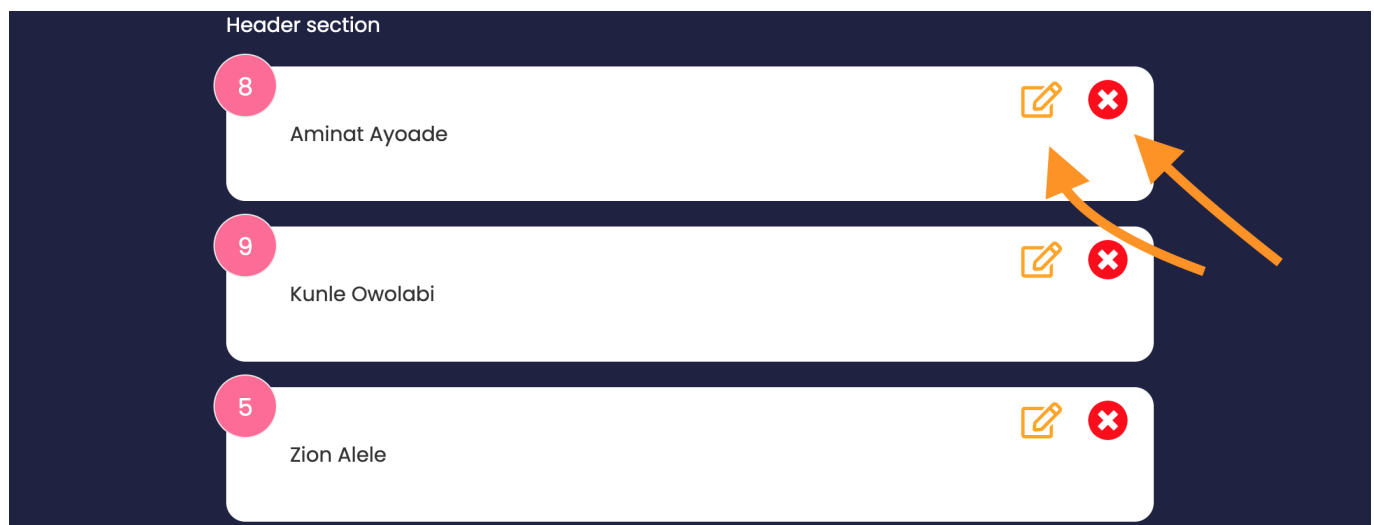 Header section
8
Aminat Ayoade
9
Kunle Owolabi
5
Zion Alele